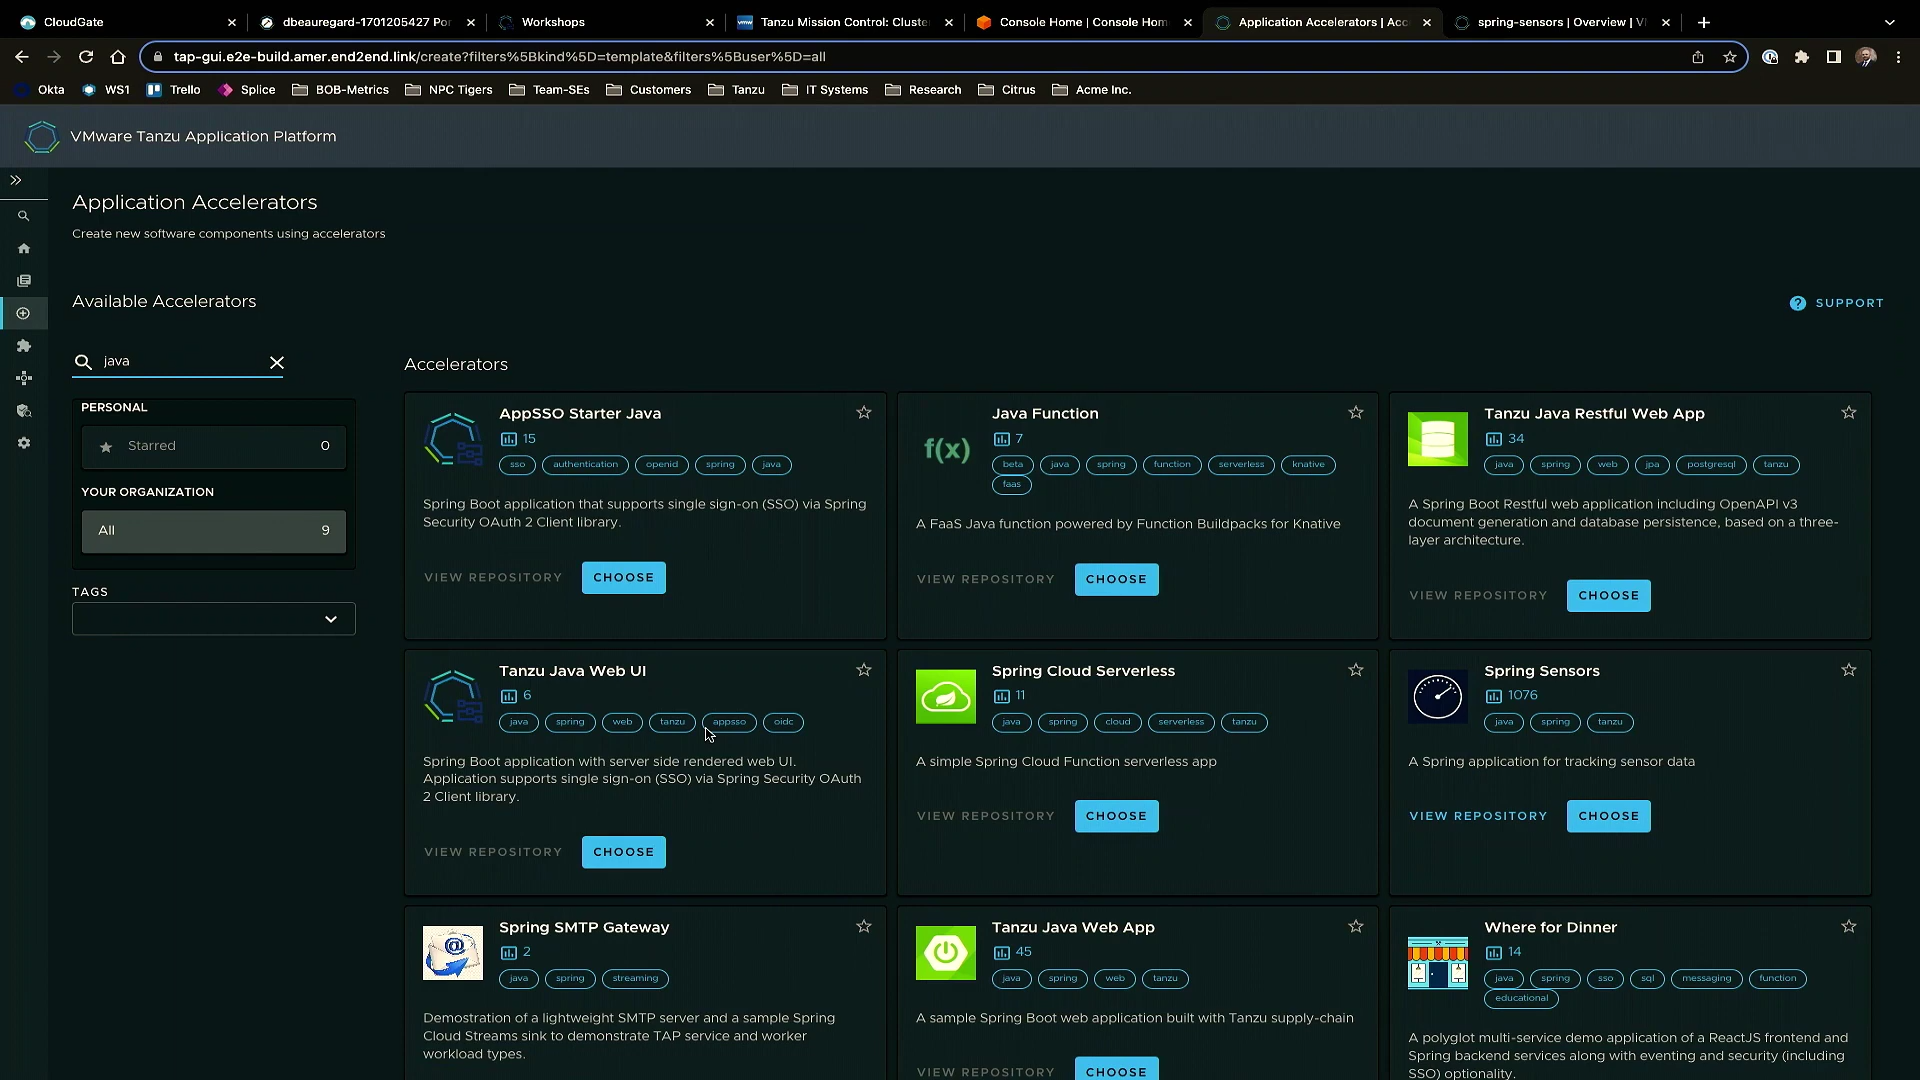 CloudGate
dbeauregard-1701205427 Por
Workshops
Tanzu Mission Control: Cluste
Console Home | Console Hom
Application Accelerators | Acc
spring-sensors | Overview | V
tap-gui.e2e-build.amer.end2end.link/create?filters%5Bkind%5D=template&filters%5Buser%5D=all
Okta
WS1
Trello
Splice
BOB-Metrics
NPC Tigers
Team-SEs
Customers
Tanzu
IT Systems
Research
Citrus
Acme Inc.
VMware Tanzu Application Platform
Application Accelerators
Create new software components using accelerators
Available Accelerators
SUPPORT
java
PERSONAL
Starred 0
YOUR ORGANIZATION
All 9
TAGS
Accelerators
AppSSO Starter Java
15
sso authentication openid spring java
Spring Boot application that supports single sign-on (SSO) via Spring
Security OAuth 2 Client library.
VIEW REPOSITORY CHOOSE
Java Function
7
beta java spring function serverless knative
faas
A FaaS Java function powered by Function Buildpacks for Knative
VIEW REPOSITORY CHOOSE
Tanzu Java Restful Web App
34
java spring web jpa postgresql tanzu
A Spring Boot Restful web application including OpenAPI v3
document generation and database persistence, based on a three-
layer architecture.
VIEW REPOSITORY CHOOSE
Tanzu Java Web UI
6
java spring web tanzu appsso oidc
Spring Boot application with server side rendered web UI.
Application supports single sign-on (SSO) via Spring Security OAuth
2 Client library.
VIEW REPOSITORY CHOOSE
Spring Cloud Serverless
11
java spring cloud serverless tanzu
A simple Spring Cloud Function serverless app
VIEW REPOSITORY CHOOSE
Spring Sensors
1076
java spring tanzu
A Spring application for tracking sensor data
VIEW REPOSITORY CHOOSE
Spring SMTP Gateway
2
java spring streaming
Demostration of a lightweight SMTP server and a sample Spring
Cloud Streams sink to demonstrate TAP service and worker
workload types.
Tanzu Java Web App
45
java spring web tanzu
A sample Spring Boot web application built with Tanzu supply-chain
VIEW REPOSITORY CHOOSE
Where for Dinner
14
java spring sso sql messaging function
educational
A polyglot multi-service demo application of a ReactJS frontend and
Spring backend services along with eventing and security (including
SSO) optionality.
f(x)